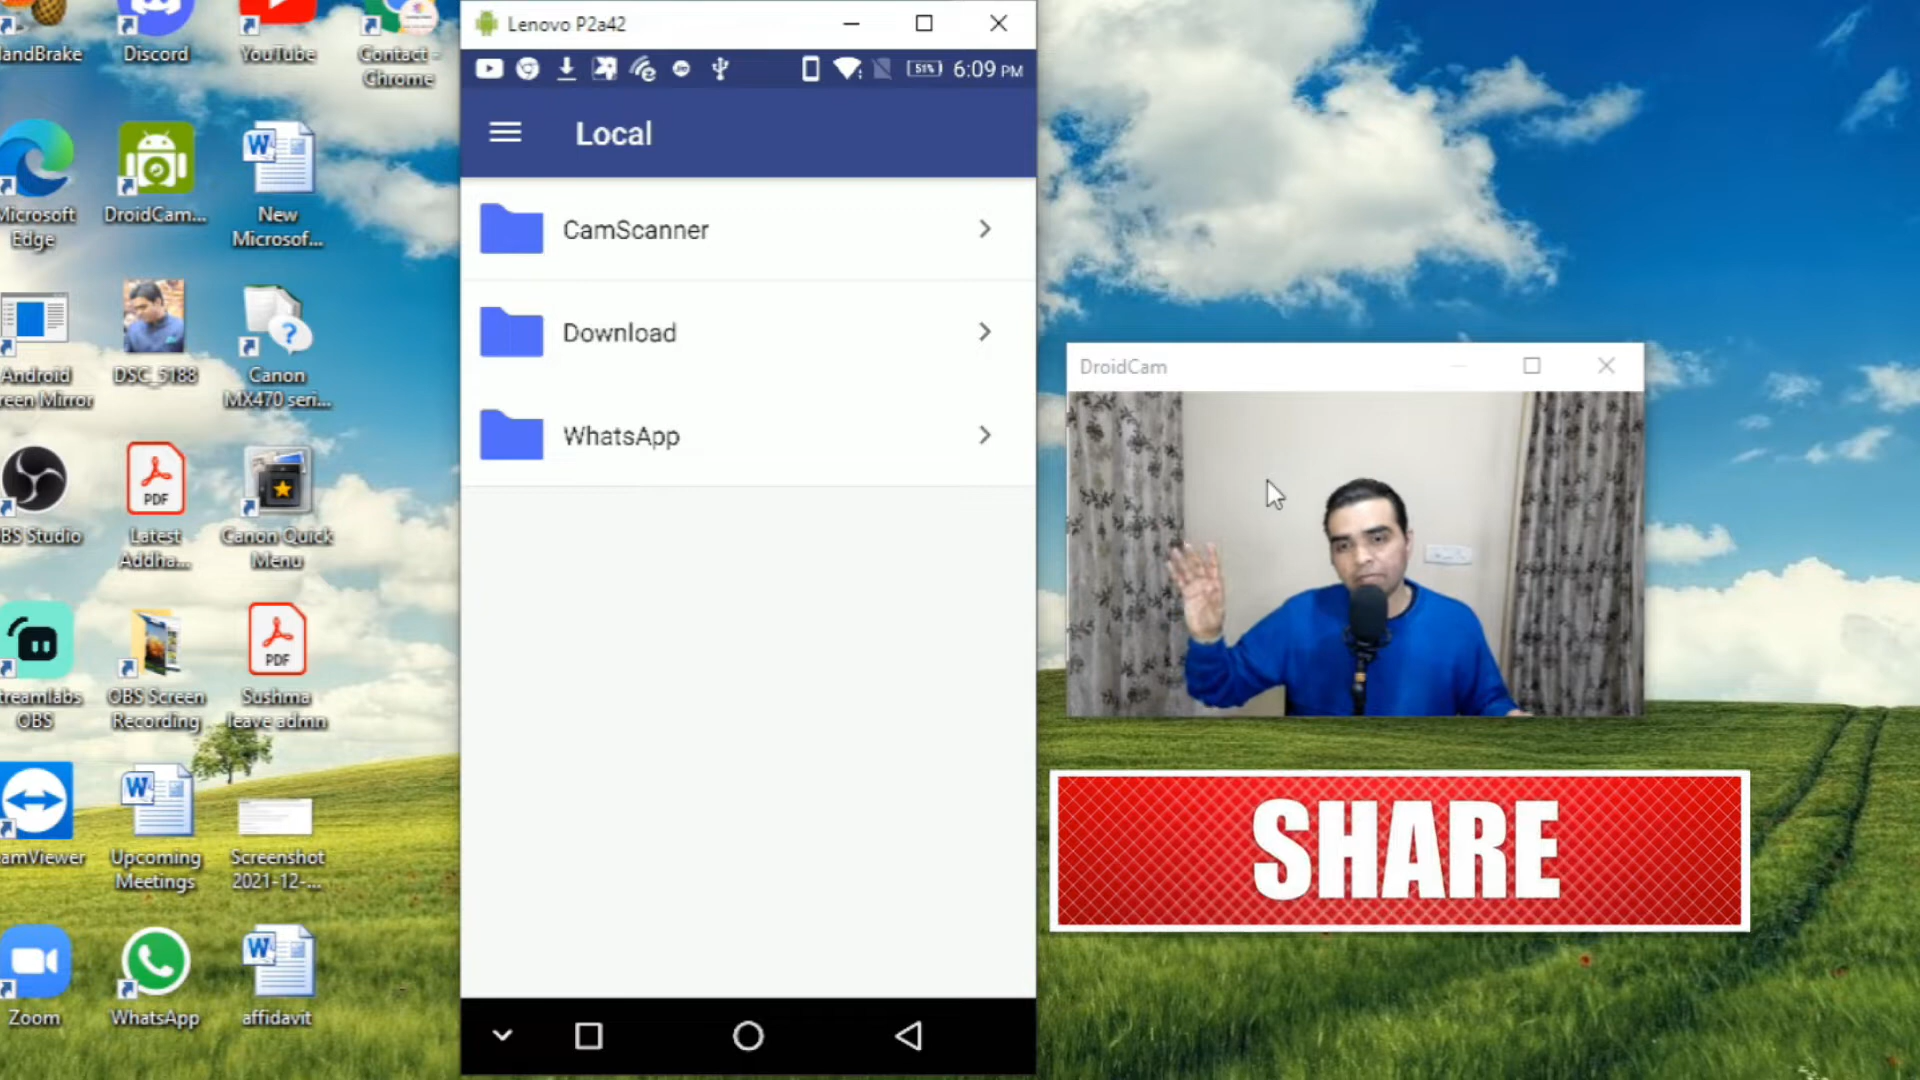 andBrake
Discord
YouTube
Contact -
Chrome
Microsoft
Edge
DroidCam...
New
Microsof...
Android
reen Mirror
DSC_5188
Canon
MX470 seri...
BS Studio
PDF
Latest
Addha...
Canon Quick
Menu
treamlabs
OBS
OBS Screen
Recording
PDF
Sushma
leave admn
amViewer
Upcoming
Meetings
Screenshot
2021-12-...
Zoom
WhatsApp
affidavit
Lenovo P2a42
51%
6:09 PM
Local
CamScanner
Download
WhatsApp
DroidCam
SHARE